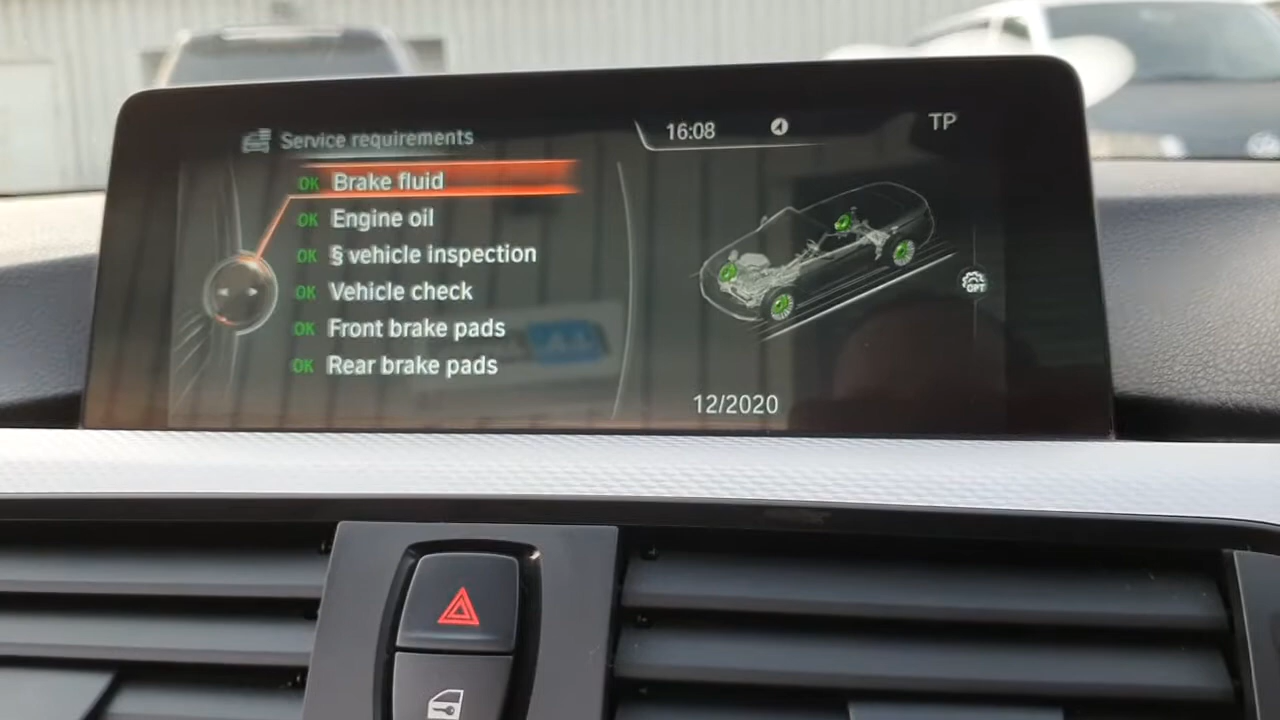 Service requirements
16:08
TP
OK Brake fluid
OK Engine oil
OK § vehicle inspection
OK Vehicle check
OK Front brake pads
OK Rear brake pads
OPT
12/2020